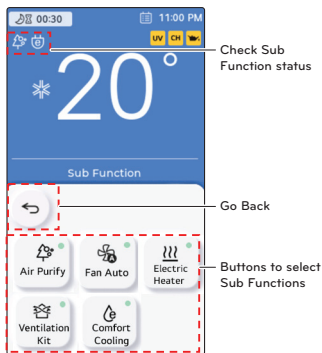 00:30
11:00 PM
UV CH
Check Sub
Function status
20°
Sub Function
Go Back
Air Purify
Fan Auto
Electric
Heater
Buttons to select
Sub Functions
Ventilation
Kit
Comfort
Cooling